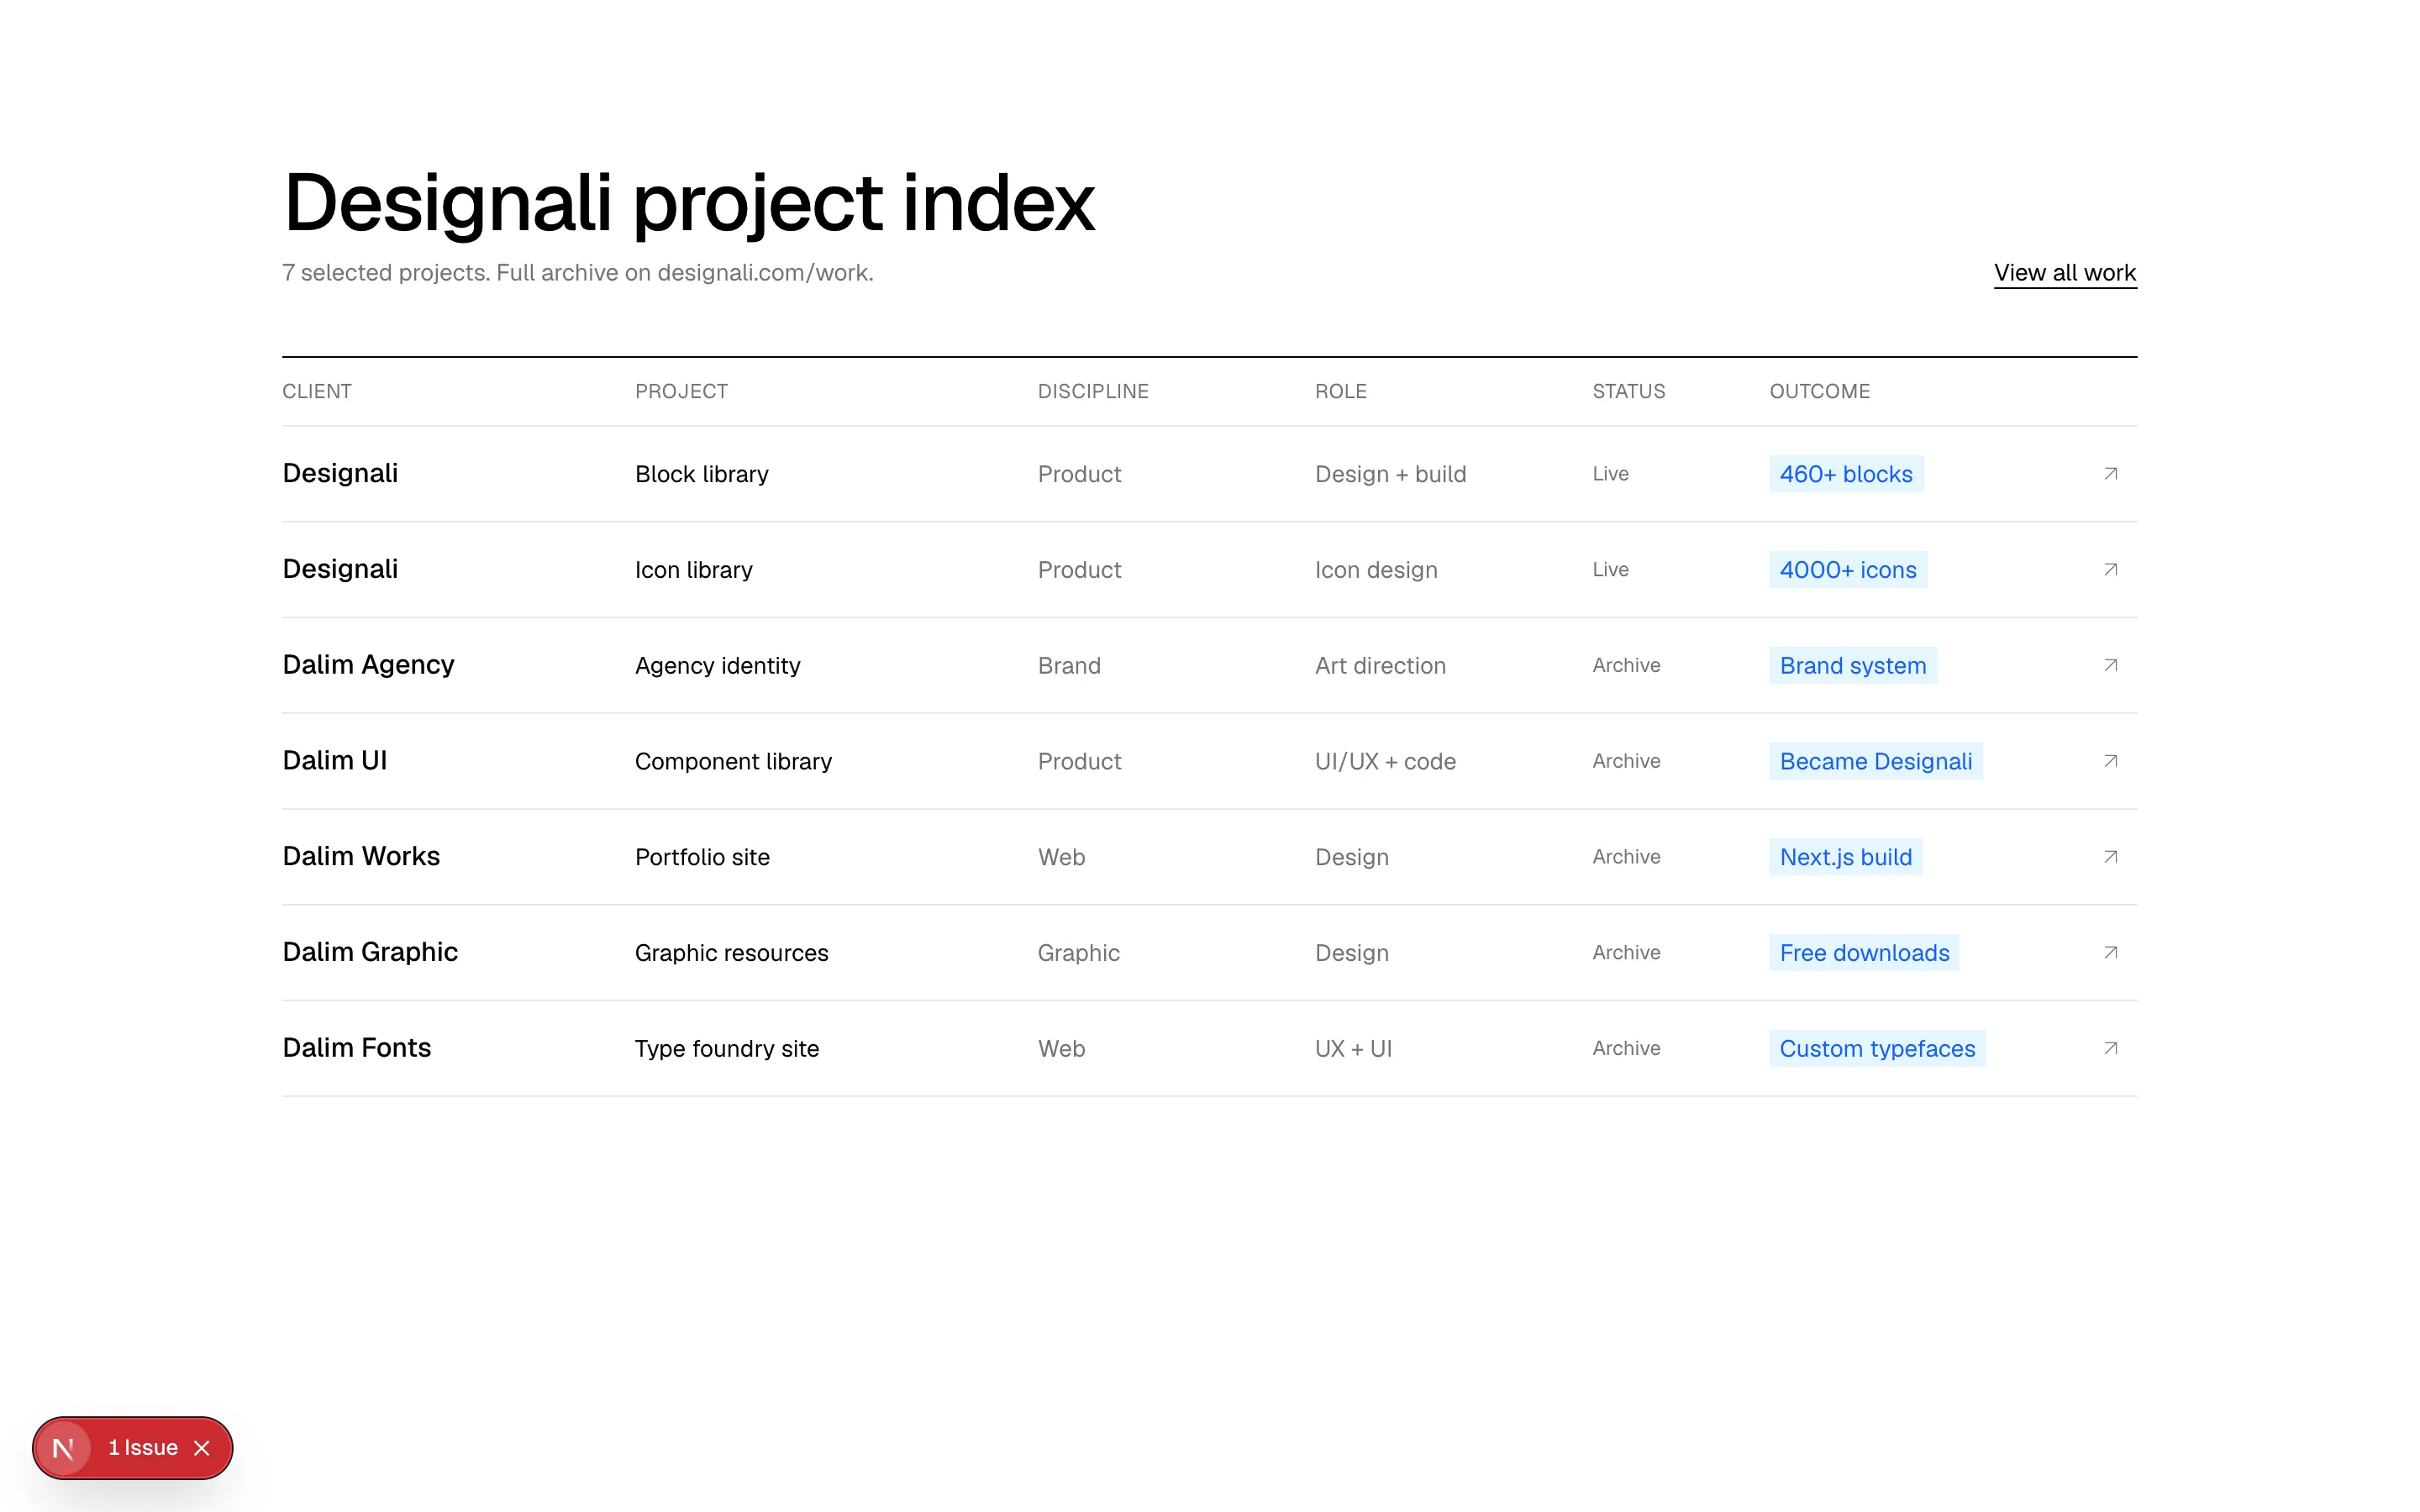 Designali project index
7 selected projects. Full archive on designali.com/work.
View all work
CLIENT PROJECT DISCIPLINE ROLE STATUS OUTCOME
Designali Block library Product Design + build Live 460+ blocks
Designali Icon library Product Icon design Live 4000+ icons
Dalim Agency Agency identity Brand Art direction Archive Brand system
Dalim UI Component library Product UI/UX + code Archive Became Designali
Dalim Works Portfolio site Web Design Archive Next.js build
Dalim Graphic Graphic resources Graphic Design Archive Free downloads
Dalim Fonts Type foundry site Web UX + UI Archive Custom typefaces
N 1 Issue